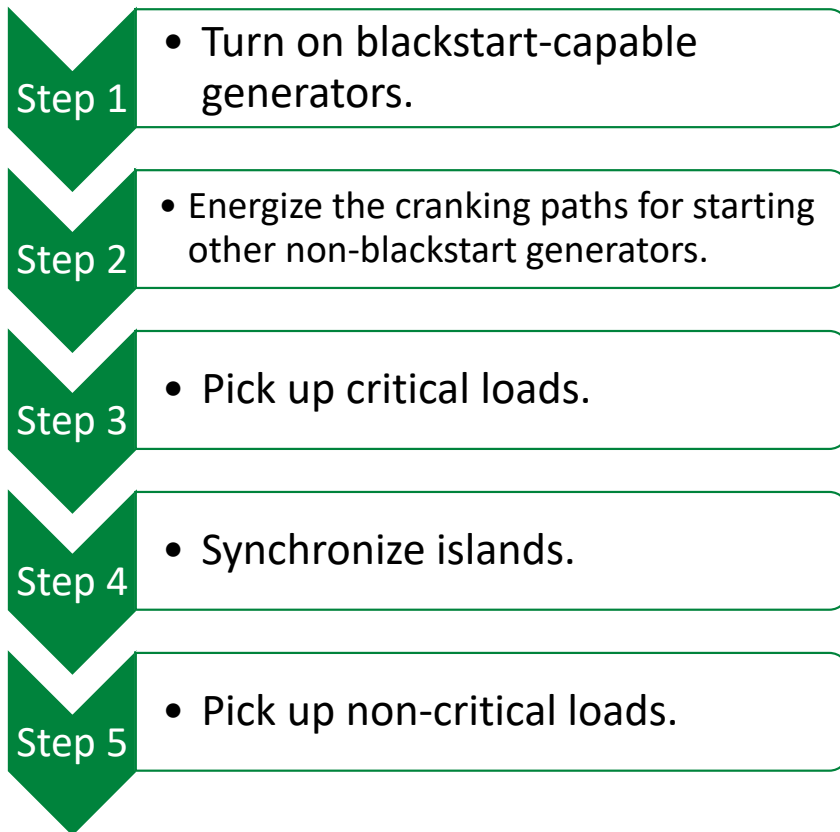 Step 1
• Turn on blackstart-capable
generators.
Step 2
• Energize the cranking paths for starting
other non-blackstart generators.
Step 3
• Pick up critical loads.
Step 4
• Synchronize islands.
Step 5
• Pick up non-critical loads.